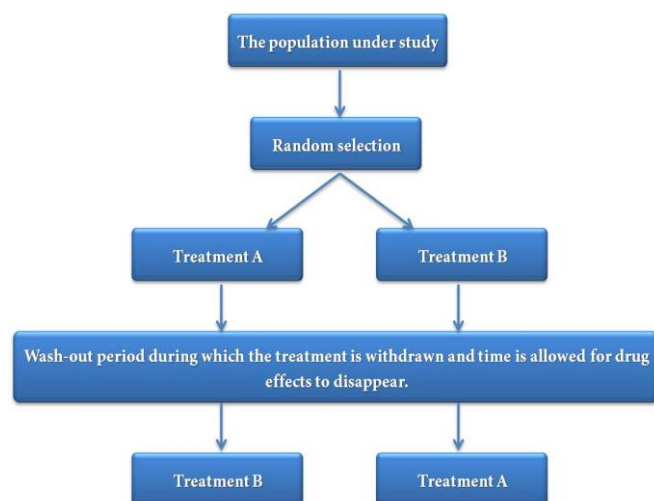 The population under study
Random selection
Treatment A
Treatment B
Wash-out period during which the treatment is withdrawn and time is allowed for drug
effects to disappear.
Treatment B
Treatment A